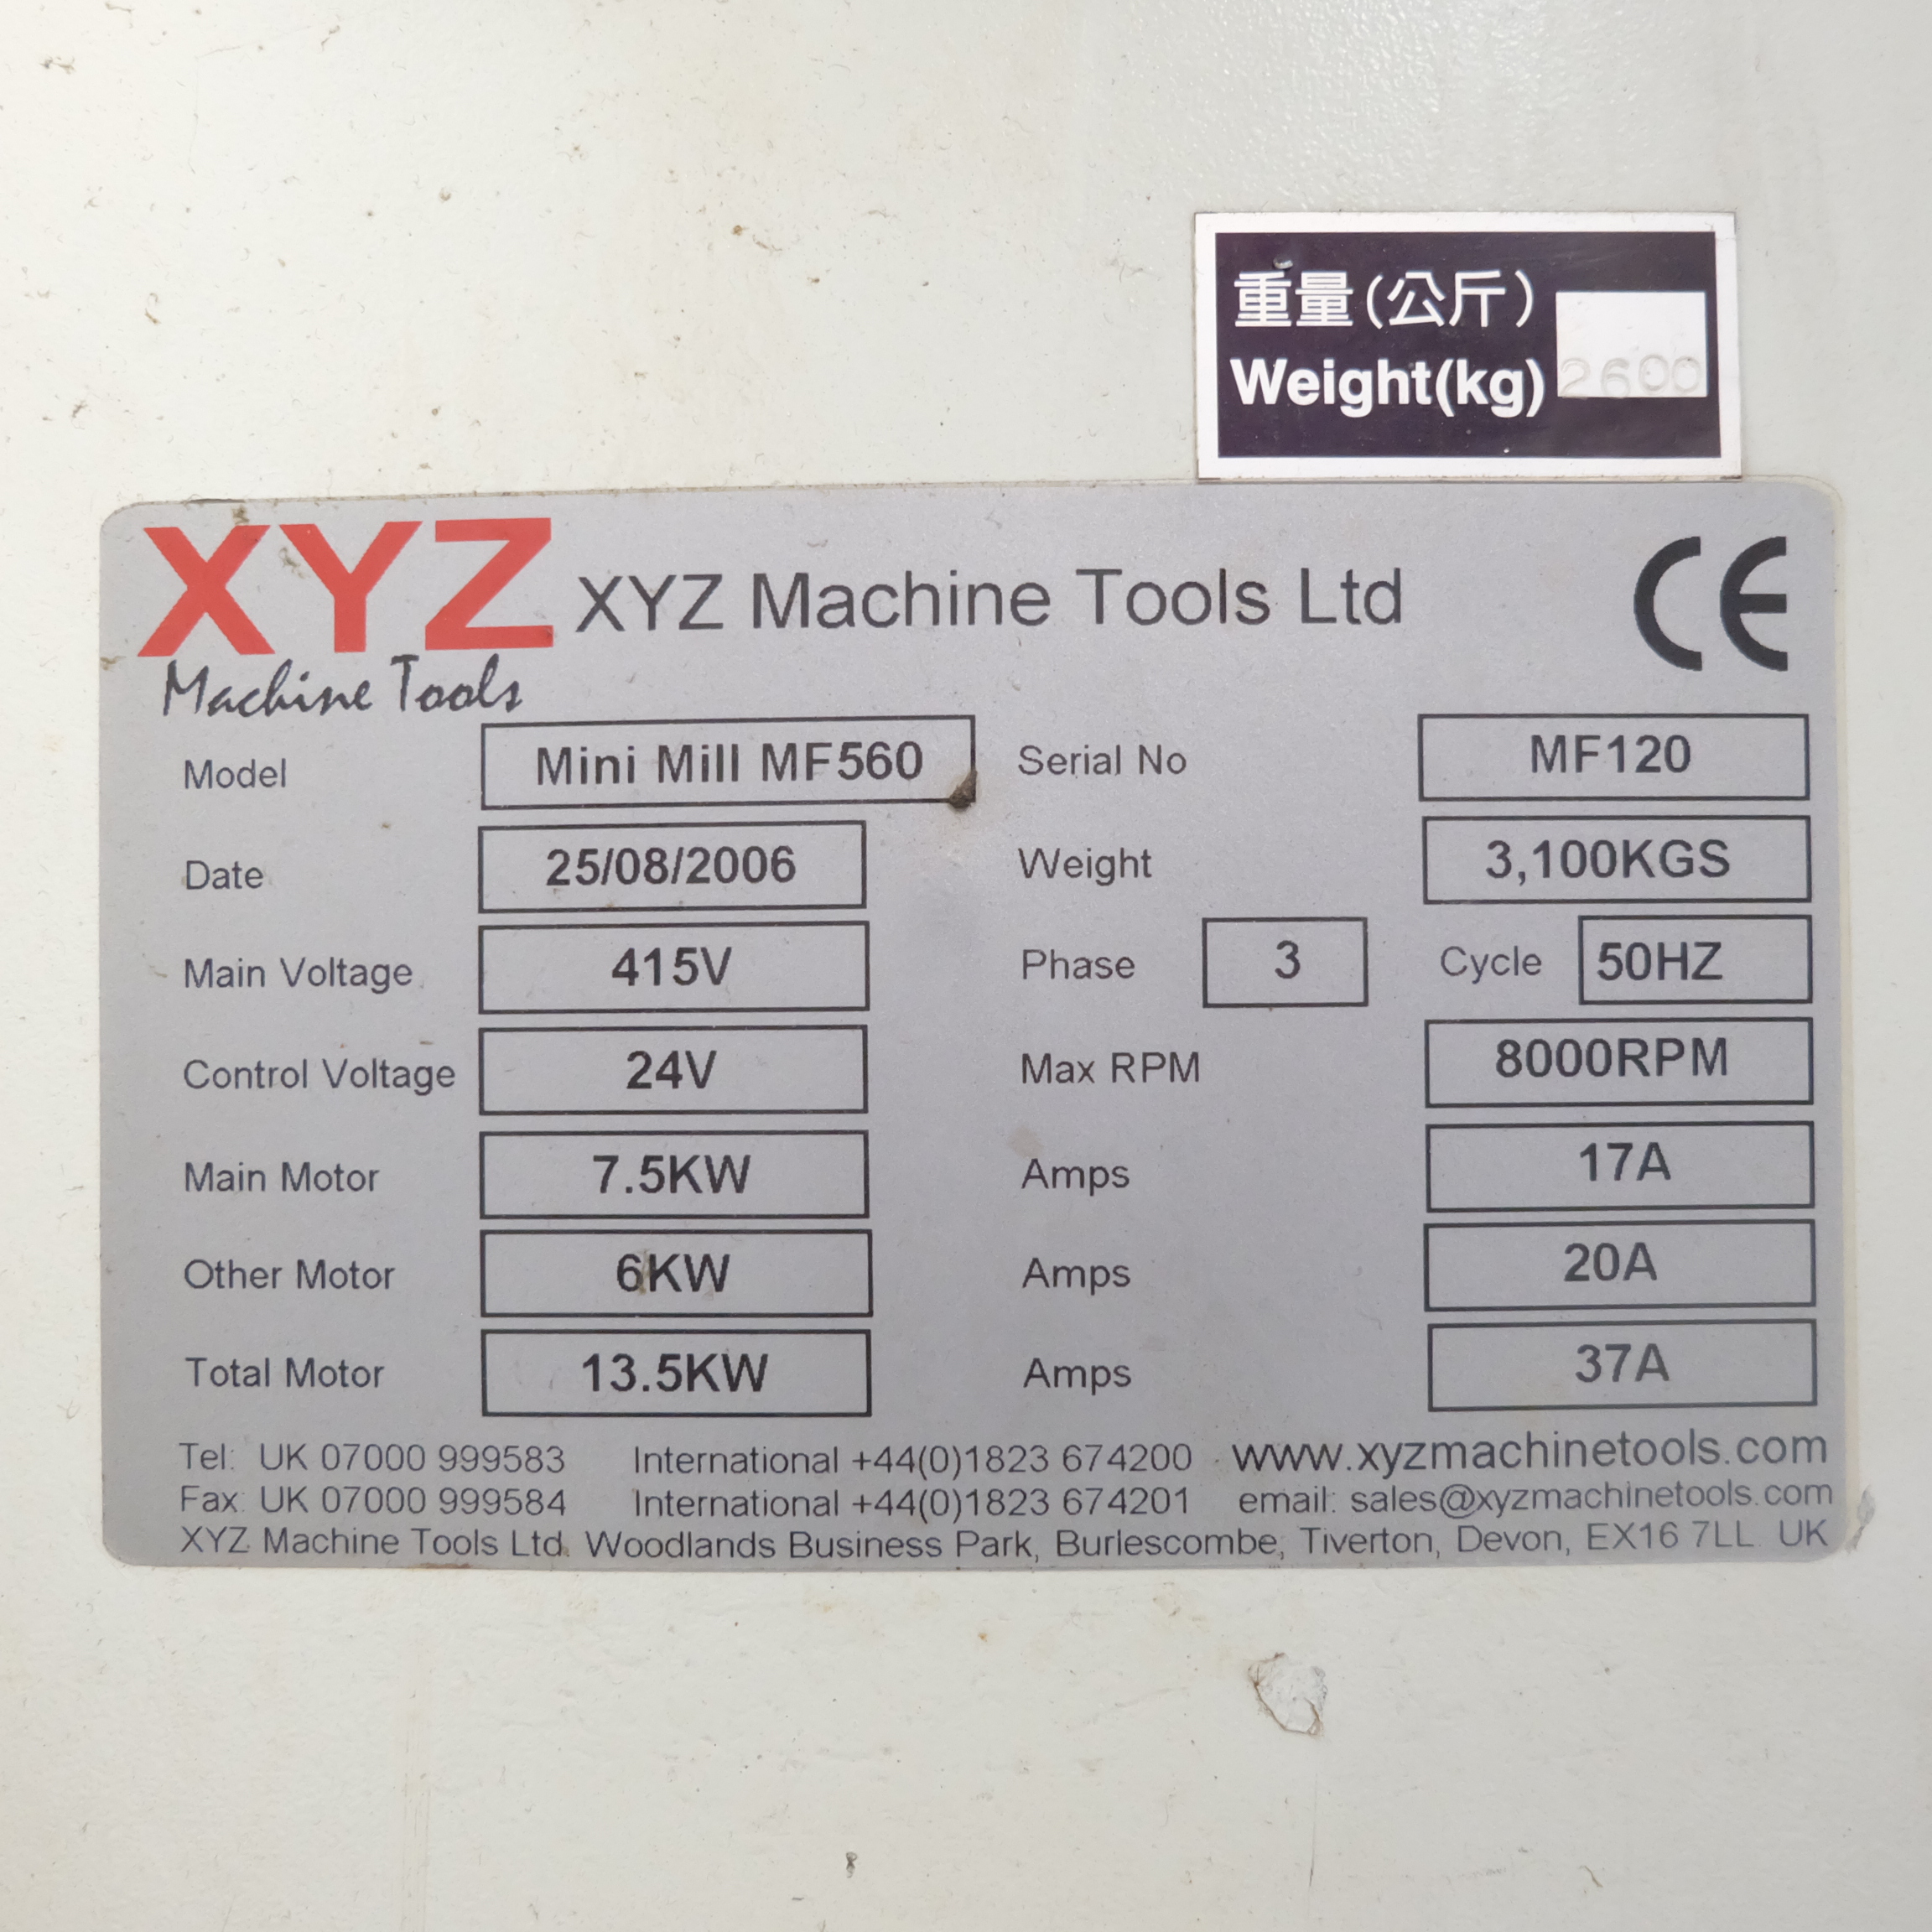 重量(公斤)
Weight(kg) 2600
XYZ XYZ Machine Tools Ltd CE
Machine Tools
Model Mini Mill MF560 Serial No MF120
Date 25/08/2006 Weight 3,100KGS
Main Voltage 415V Phase 3 Cycle 50HZ
Control Voltage 24V Max RPM 8000RPM
Main Motor 7.5KW Amps 17A
Other Motor 6KW Amps 20A
Total Motor 13.5KW Amps 37A
Tel: UK 07000 999583 International +44(0)1823 674200 www.xyzmachinetools.com
Fax: UK 07000 999584 International +44(0)1823 674201 email: sales@xyzmachinetools.com
XYZ Machine Tools Ltd. Woodlands Business Park, Burlescombe, Tiverton, Devon, EX16 7LL. UK